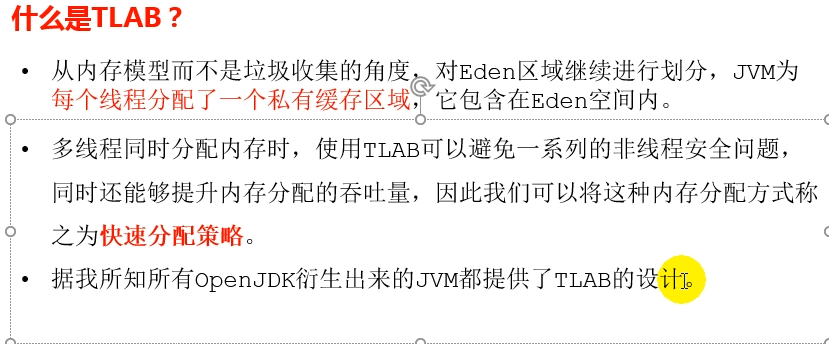 什么是TLAB？
• 从内存模型而不是垃圾收集的角度，对Eden区域继续进行划分，JVM为
每个线程分配了一个私有缓存区域，它包含在Eden空间内。
• 多线程同时分配内存时，使用TLAB可以避免一系列的非线程安全问题，
同时还能够提升内存分配的吞吐量，因此我们可以将这种内存分配方式称
之为快速分配策略。
• 据我所知所有OpenJDK衍生出来的JVM都提供了TLAB的设计。